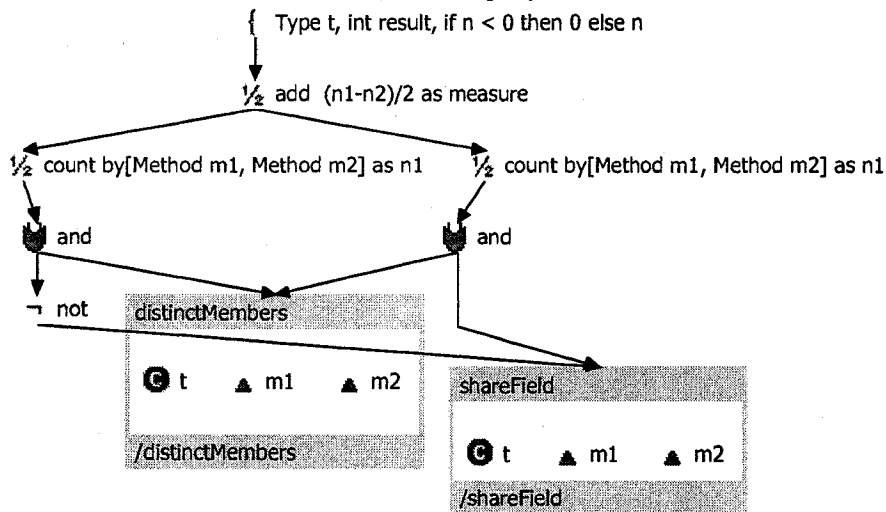 { Type t, int result, if n < 0 then 0 else n
½ add (n1-n2)/2 as measure
½ count by[Method m1, Method m2] as n1
½ count by[Method m1, Method m2] as n1
and
and
¬ not
distinctMembers
C t m1 m2
/distinctMembers
shareField
C t m1 m2
/shareField